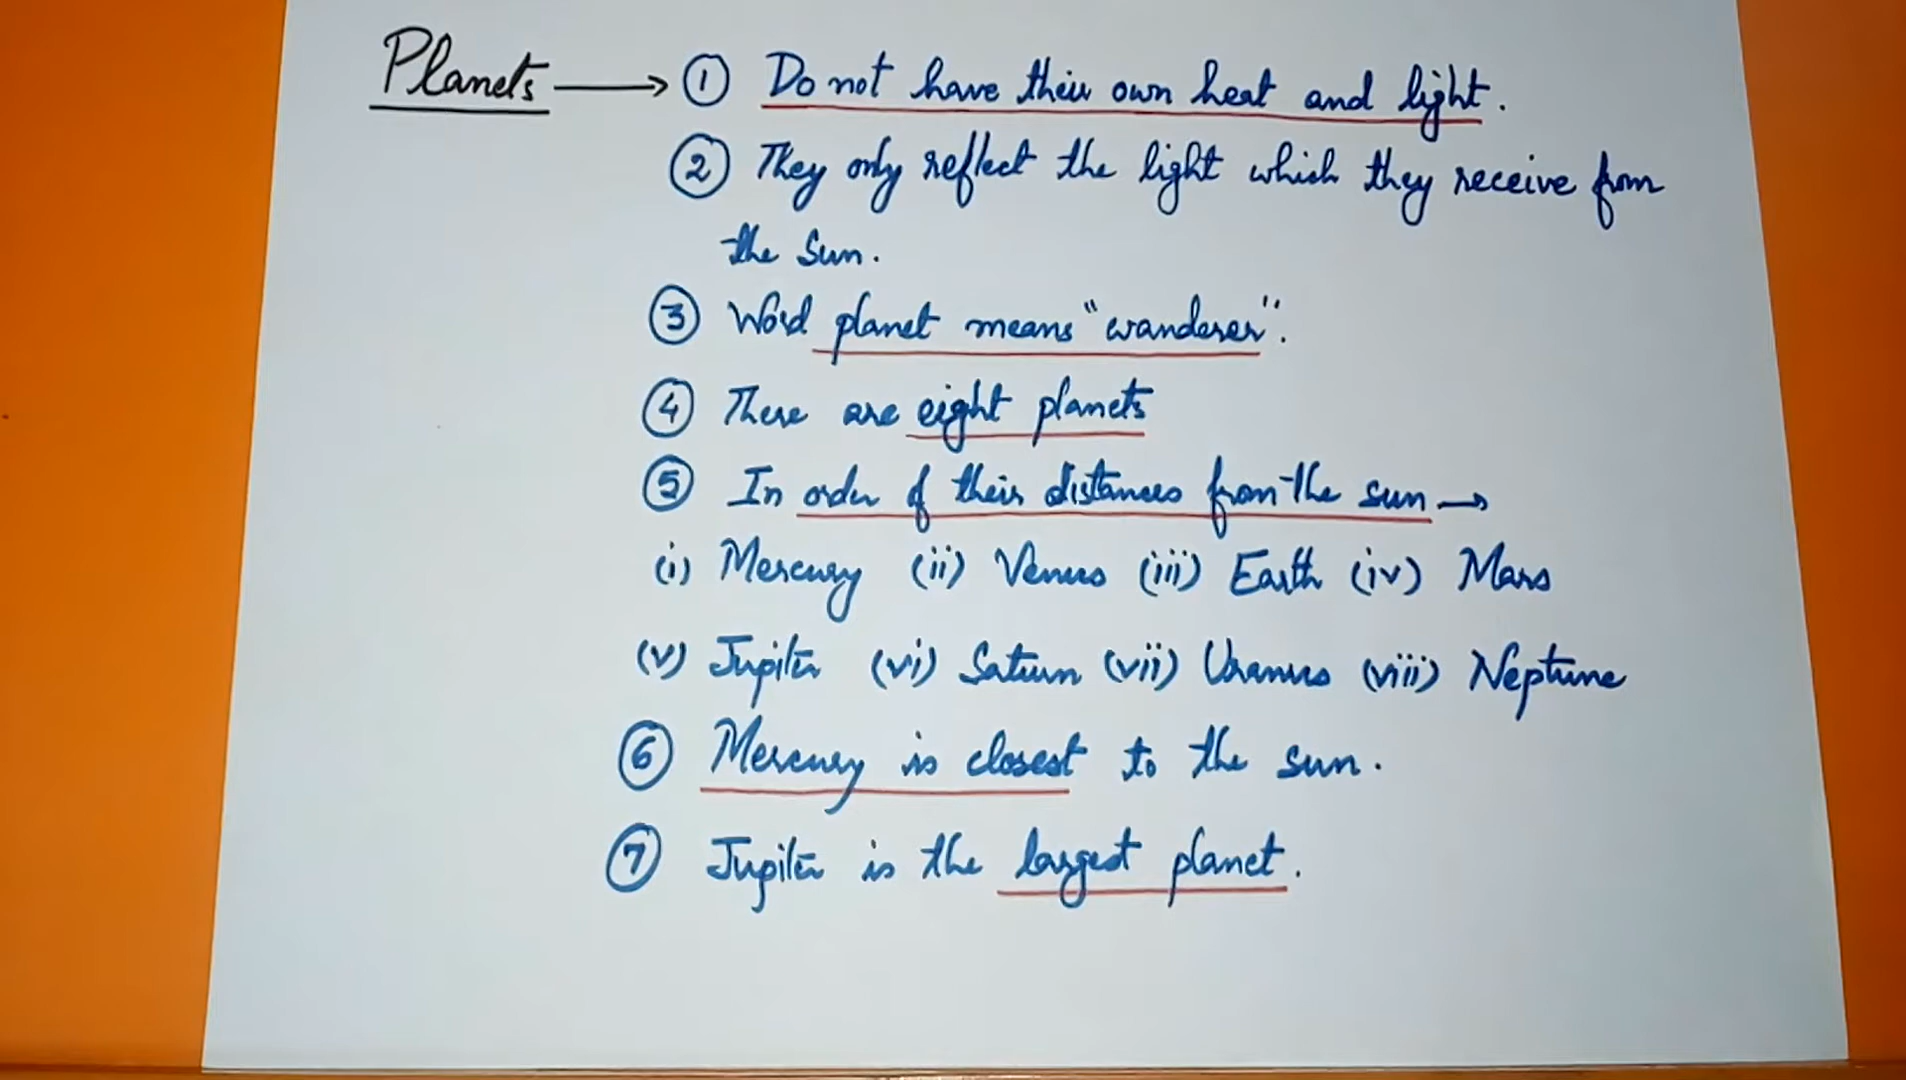 Planets → ① Do not have their own heat and light.
② They only reflect the light which they receive from
the Sun.
③ Word planet means "wanderer".
④ There are eight planets
⑤ In order of their distances from the sun →
(i) Mercury (ii) Venus (iii) Earth (iv) Mars
(v) Jupiter (vi) Saturn (vii) Uranus (viii) Neptune
⑥ Mercury is closest to the sun.
⑦ Jupiter is the largest planet.